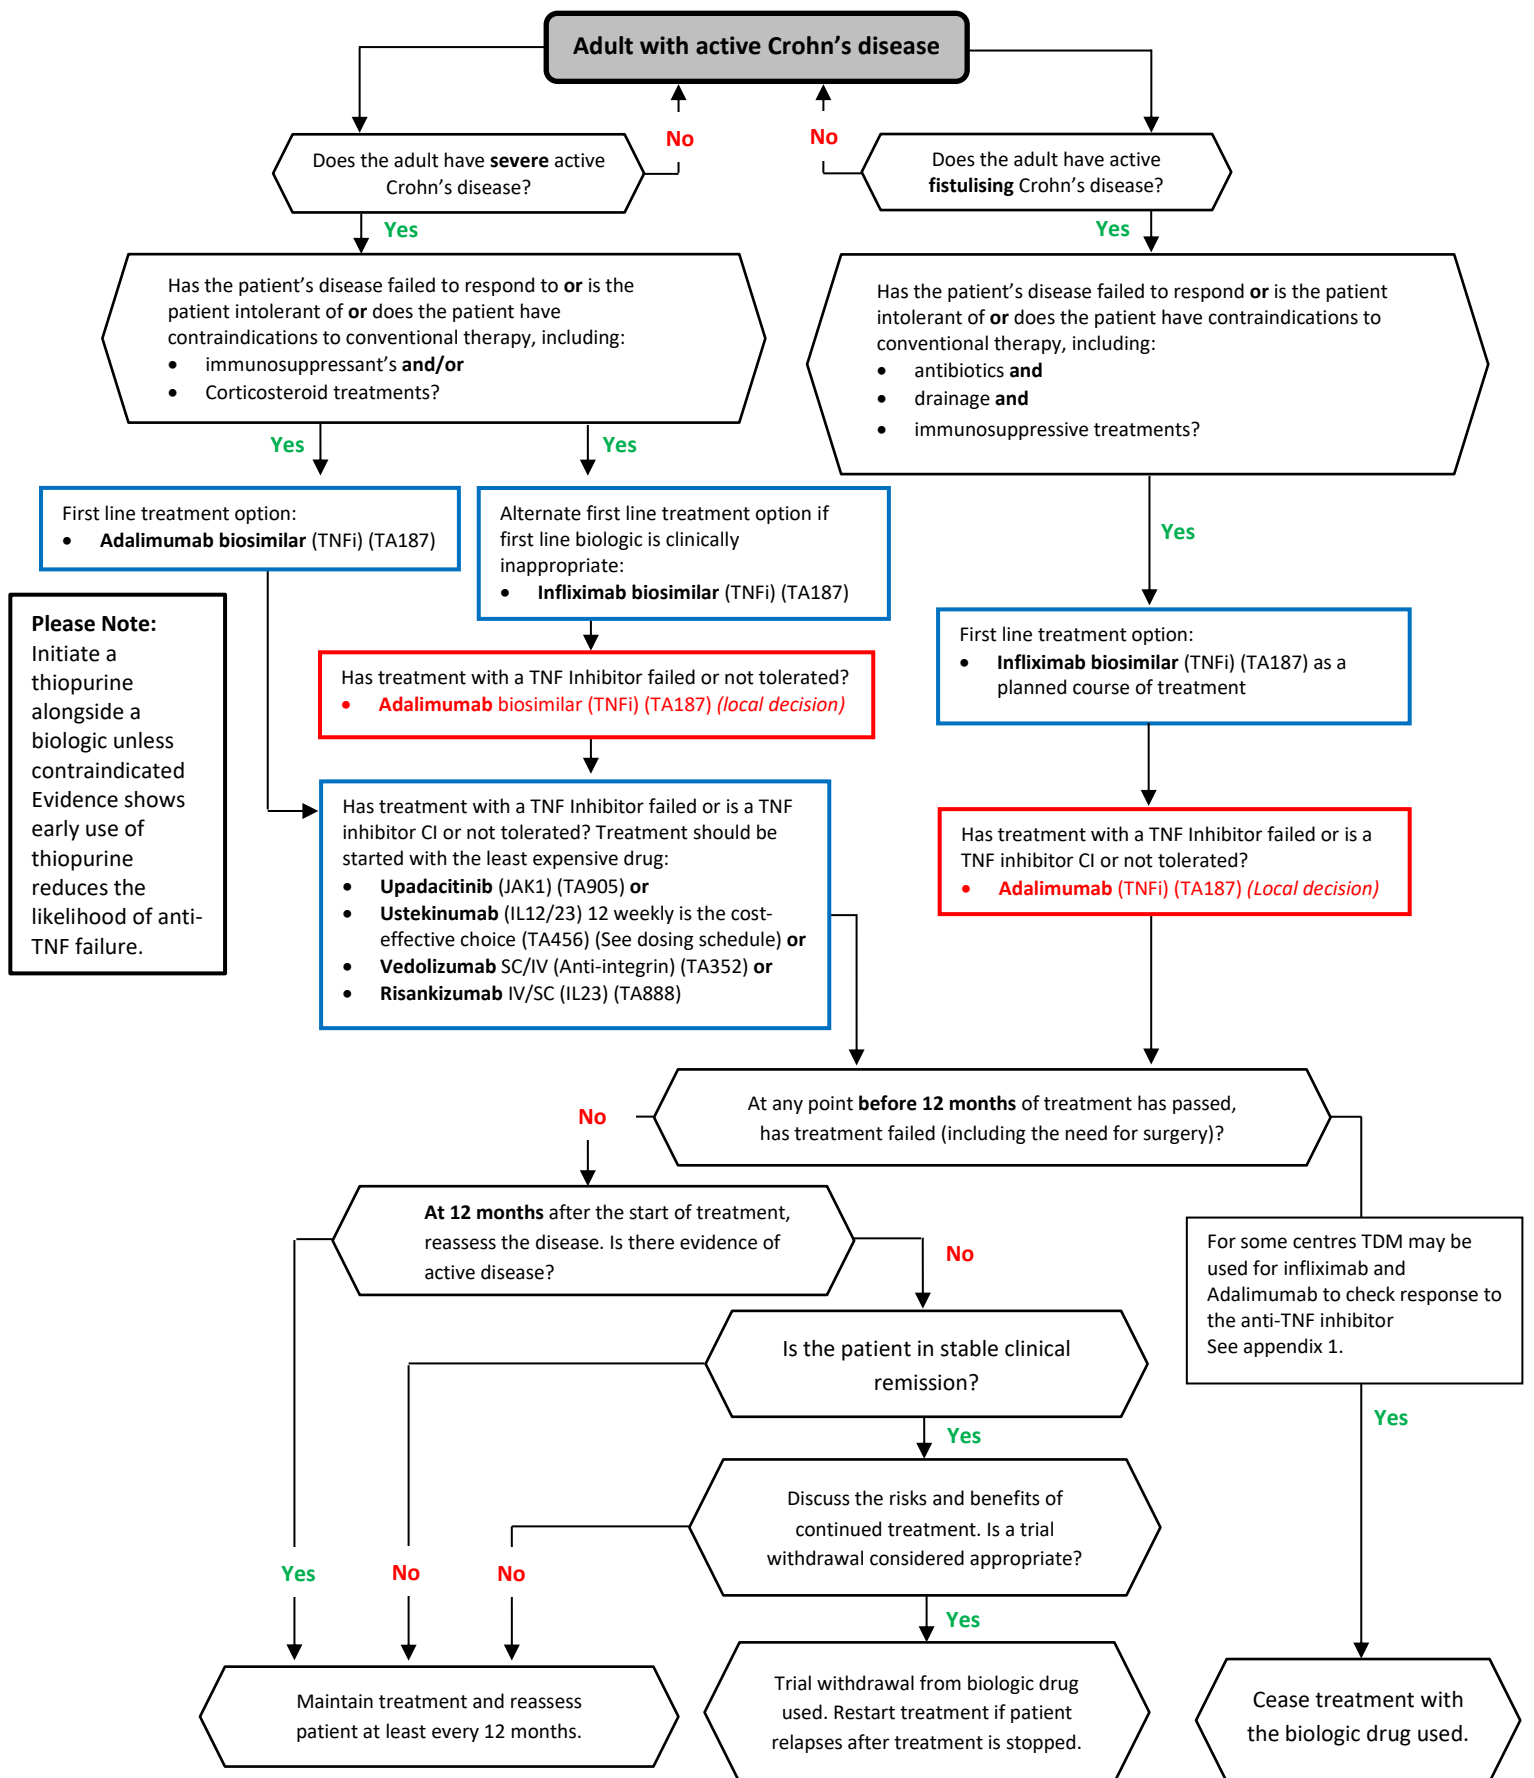 Adult with active Crohn’s disease
No
No
Does the adult have severe active
Crohn’s disease?
Does the adult have active
fistulising Crohn’s disease?
Yes
Yes
Has the patient’s disease failed to respond to or is the
patient intolerant of or does the patient have
contraindications to conventional therapy, including:
• immunosuppressant’s and/or
• Corticosteroid treatments?
Has the patient’s disease failed to respond or is the patient
intolerant of or does the patient have contraindications to
conventional therapy, including:
• antibiotics and
• drainage and
• immunosuppressive treatments?
Yes
Yes
Yes
First line treatment option:
• Adalimumab biosimilar (TNFi) (TA187)
Alternate first line treatment option if
first line biologic is clinically
inappropriate:
• Infliximab biosimilar (TNFi) (TA187)
First line treatment option:
• Infliximab biosimilar (TNFi) (TA187) as a
planned course of treatment
Please Note:
Initiate a
thiopurine
alongside a
biologic unless
contraindicated
Evidence shows
early use of
thiopurine
reduces the
likelihood of anti-
TNF failure.
Has treatment with a TNF Inhibitor failed or not tolerated?
• Adalimumab biosimilar (TNFi) (TA187) (local decision)
Has treatment with a TNF Inhibitor failed or is a TNF
inhibitor CI or not tolerated? Treatment should be
started with the least expensive drug:
• Upadacitinib (JAK1) (TA905) or
• Ustekinumab (IL12/23) 12 weekly is the cost-
effective choice (TA456) (See dosing schedule) or
• Vedolizumab SC/IV (Anti-integrin) (TA352) or
• Risankizumab IV/SC (IL23) (TA888)
Has treatment with a TNF Inhibitor failed or is a
TNF inhibitor CI or not tolerated?
• Adalimumab (TNFi) (TA187) (Local decision)
At any point before 12 months of treatment has passed,
has treatment failed (including the need for surgery)?
No
At 12 months after the start of treatment,
reassess the disease. Is there evidence of
active disease?
No
For some centres TDM may be
used for infliximab and
Adalimumab to check response to
the anti-TNF inhibitor
See appendix 1.
Is the patient in stable clinical
remission?
Yes
Yes
Discuss the risks and benefits of
continued treatment. Is a trial
withdrawal considered appropriate?
Yes
No
No
Yes
Maintain treatment and reassess
patient at least every 12 months.
Trial withdrawal from biologic drug
used. Restart treatment if patient
relapses after treatment is stopped.
Cease treatment with
the biologic drug used.